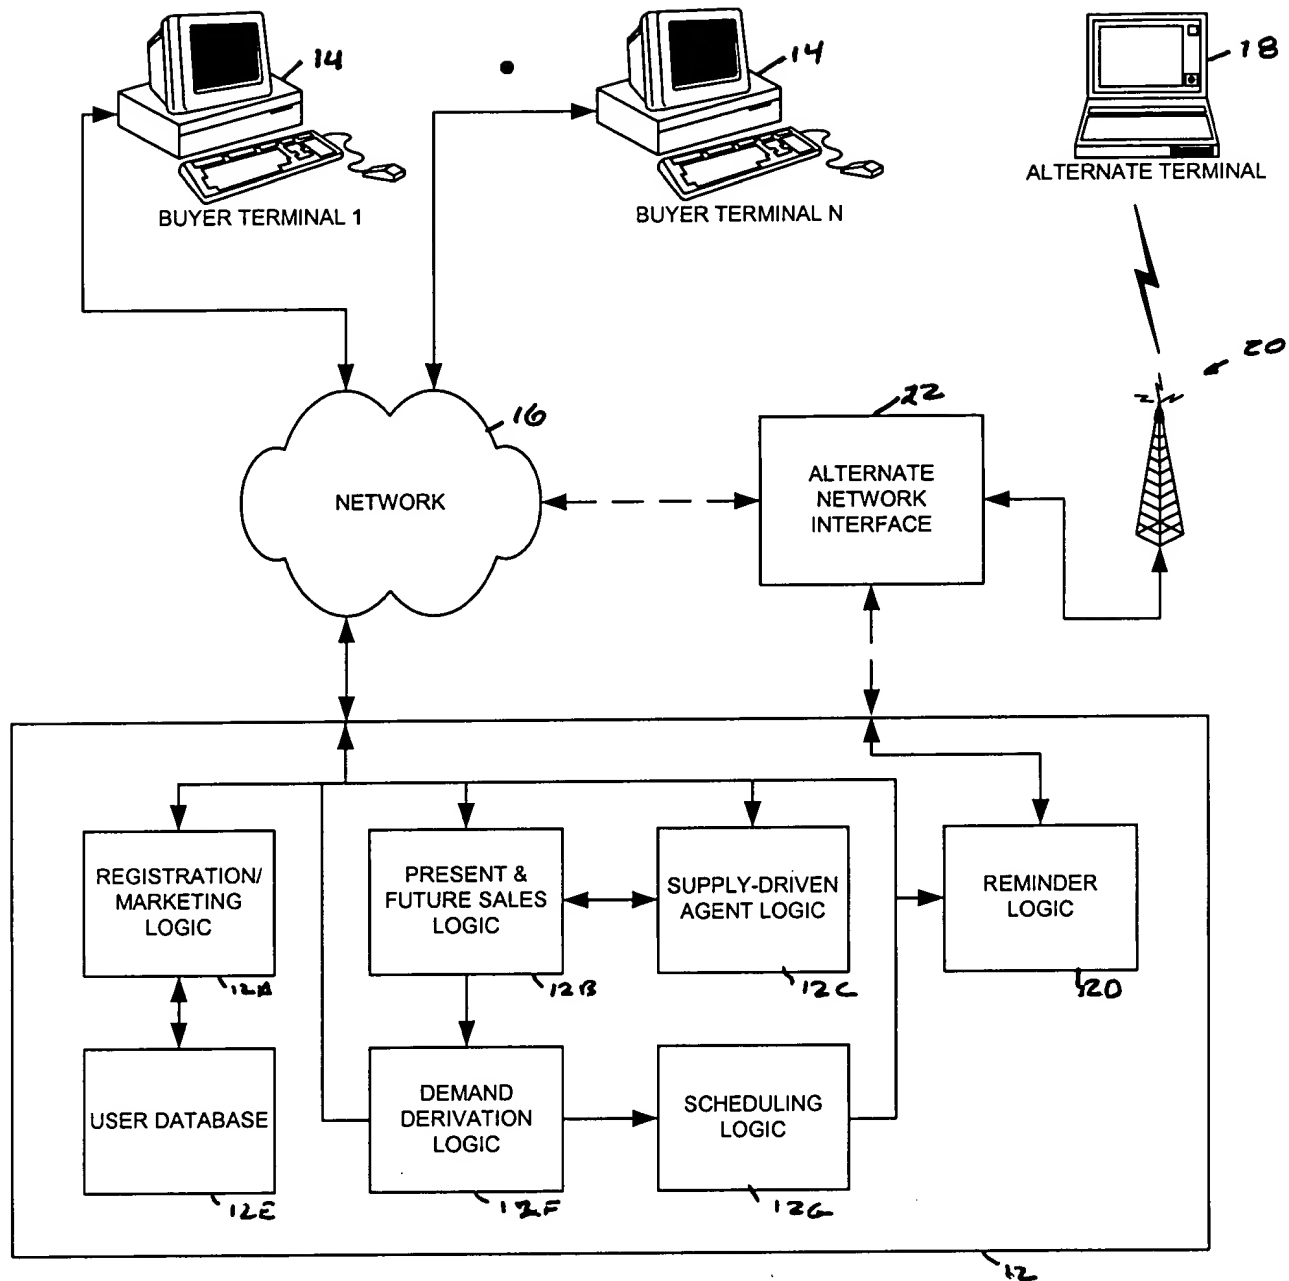 14
14
18
BUYER TERMINAL 1
BUYER TERMINAL N
ALTERNATE TERMINAL
20
16
22
NETWORK
ALTERNATE
NETWORK
INTERFACE
REGISTRATION/
MARKETING
LOGIC
PRESENT &
FUTURE SALES
LOGIC
SUPPLY-DRIVEN
AGENT LOGIC
REMINDER
LOGIC
12A
12B
12C
12D
USER DATABASE
DEMAND
DERIVATION
LOGIC
SCHEDULING
LOGIC
12E
12F
12G
12